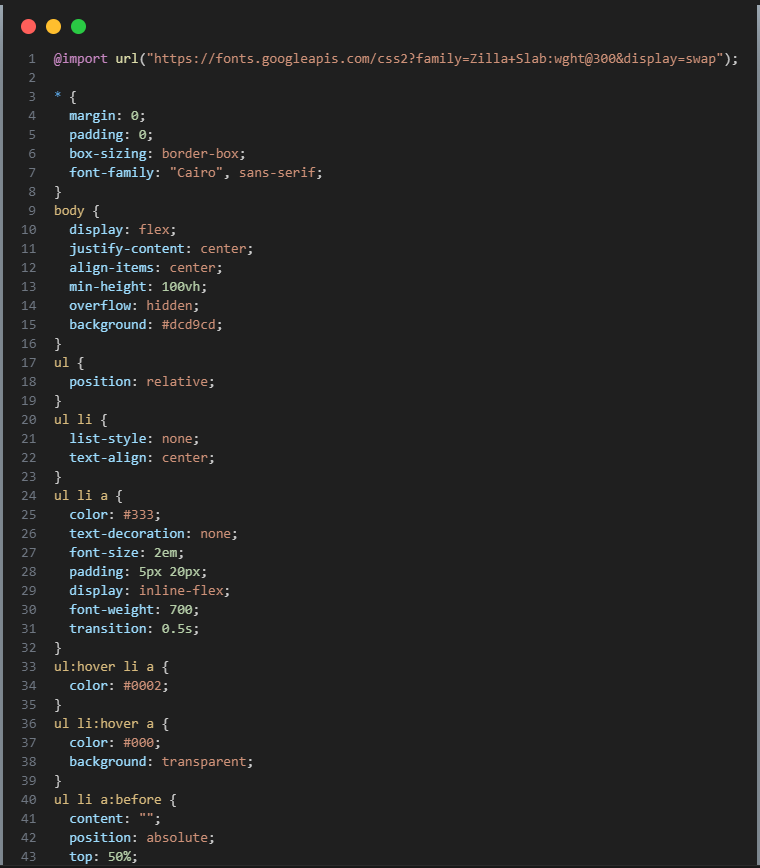 1 @import url("https://fonts.googleapis.com/css2?family=Zilla+Slab:wght@300&display=swap");
2
3 * {
4   margin: 0;
5   padding: 0;
6   box-sizing: border-box;
7   font-family: "Cairo", sans-serif;
8 }
9 body {
10   display: flex;
11   justify-content: center;
12   align-items: center;
13   min-height: 100vh;
14   overflow: hidden;
15   background: #dcd9cd;
16 }
17 ul {
18   position: relative;
19 }
20 ul li {
21   list-style: none;
22   text-align: center;
23 }
24 ul li a {
25   color: #333;
26   text-decoration: none;
27   font-size: 2em;
28   padding: 5px 20px;
29   display: inline-flex;
30   font-weight: 700;
31   transition: 0.5s;
32 }
33 ul:hover li a {
34   color: #0002;
35 }
36 ul li:hover a {
37   color: #000;
38   background: transparent;
39 }
40 ul li a:before {
41   content: "";
42   position: absolute;
43   top: 50%;